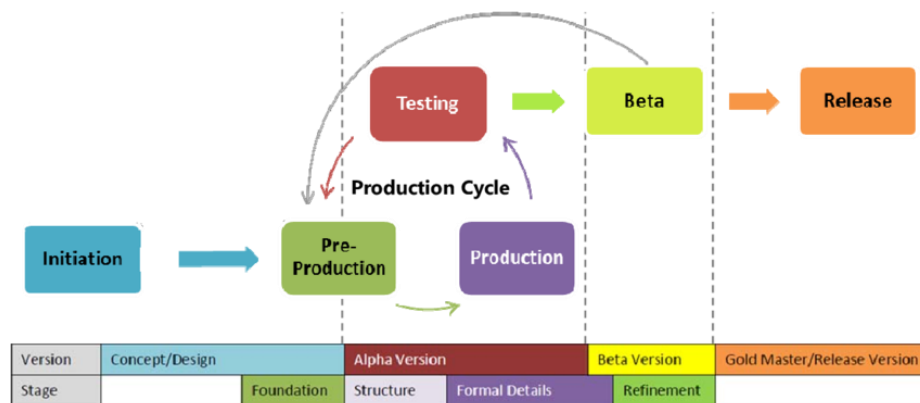 Testing
Beta
Release
Production Cycle
Initiation
Pre-
Production
Production
Version Concept/Design Alpha Version Beta Version Gold Master/Release Version
Stage Foundation Structure Formal Details Refinement